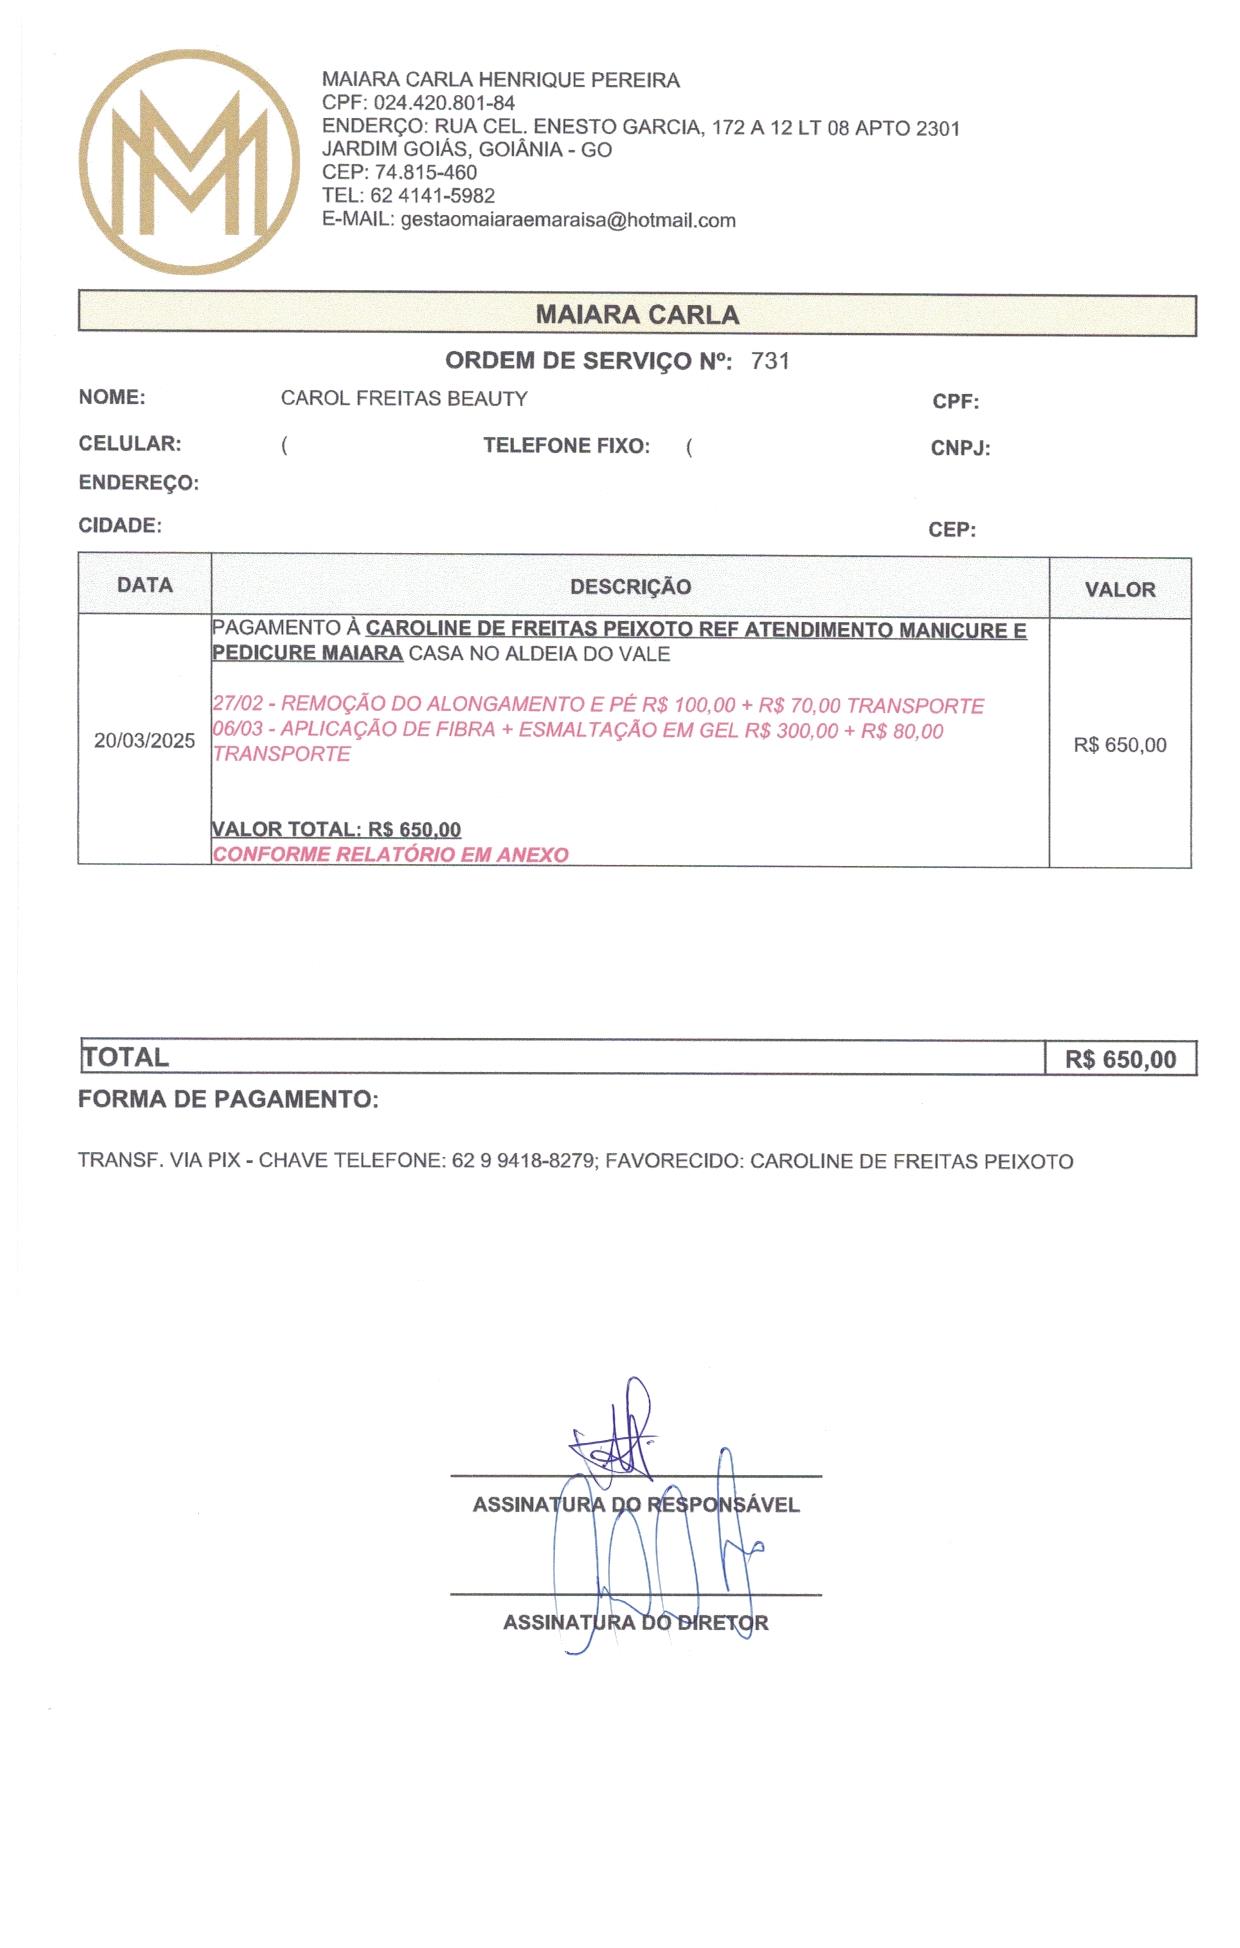 MAIARA CARLA HENRIQUE PEREIRA
CPF: 024.420.801-84
ENDERÇO: RUA CEL. ENESTO GARCIA, 172 A 12 LT 08 APTO 2301
JARDIM GOIÁS, GOIÂNIA - GO
CEP: 74.815-460
TEL: 62 4141-5982
E-MAIL: gestaomaiaraemaraisa@hotmail.com
MAIARA CARLA
ORDEM DE SERVIÇO Nº: 731
NOME: CAROL FREITAS BEAUTY CPF:
CELULAR: ( TELEFONE FIXO: ( CNPJ:
ENDEREÇO:
CIDADE: CEP:
DATA DESCRIÇÃO VALOR
PAGAMENTO À CAROLINE DE FREITAS PEIXOTO REF ATENDIMENTO MANICURE E
PEDICURE MAIARA CASA NO ALDEIA DO VALE
27/02 - REMOÇÃO DO ALONGAMENTO E PÉ R$ 100,00 + R$ 70,00 TRANSPORTE
06/03 - APLICAÇÃO DE FIBRA + ESMALTAÇÃO EM GEL R$ 300,00 + R$ 80,00
20/03/2025 R$ 650,00
TRANSPORTE
VALOR TOTAL: R$ 650,00
CONFORME RELATÓRIO EM ANEXO
TOTAL R$ 650,00
FORMA DE PAGAMENTO:
TRANSF. VIA PIX - CHAVE TELEFONE: 62 9 9418-8279; FAVORECIDO: CAROLINE DE FREITAS PEIXOTO
ASSINATURA DO RESPONSÁVEL
ASSINATURA DO DIRETOR